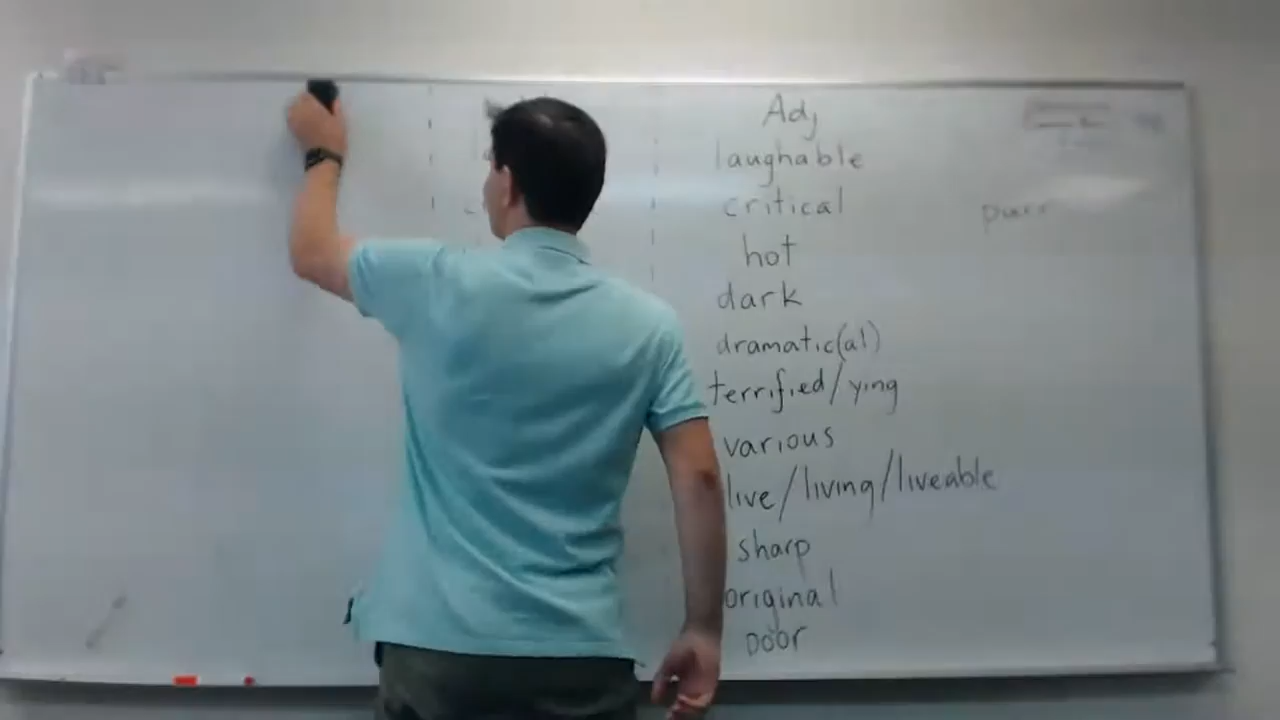 Adj
laughable
critical
hot
dark
dramatic(al)
terrified/ying
various
live/living/liveable
sharp
original
poor